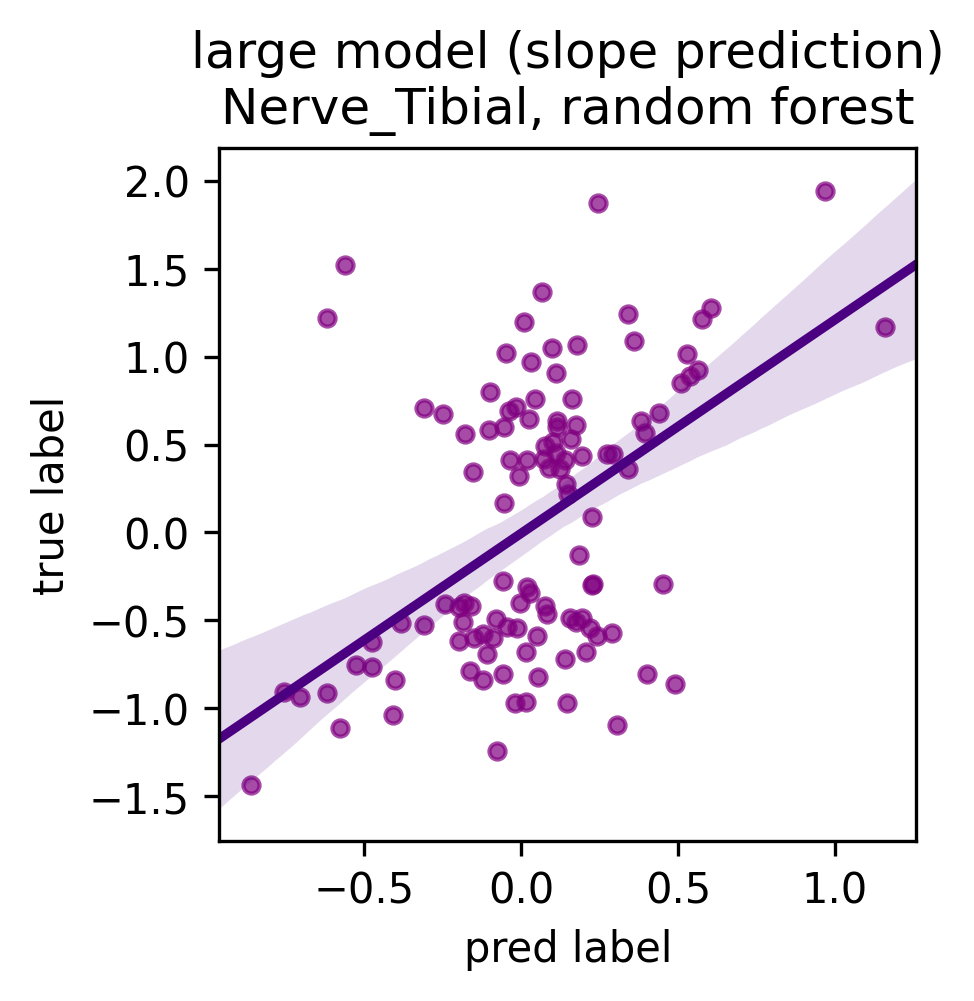 large model (slope prediction)
Nerve_Tibial, random forest
2.0
1.5
1.0
0.5
0.0
−0.5
−1.0
−1.5
true label
−0.5 0.0 0.5 1.0
pred label